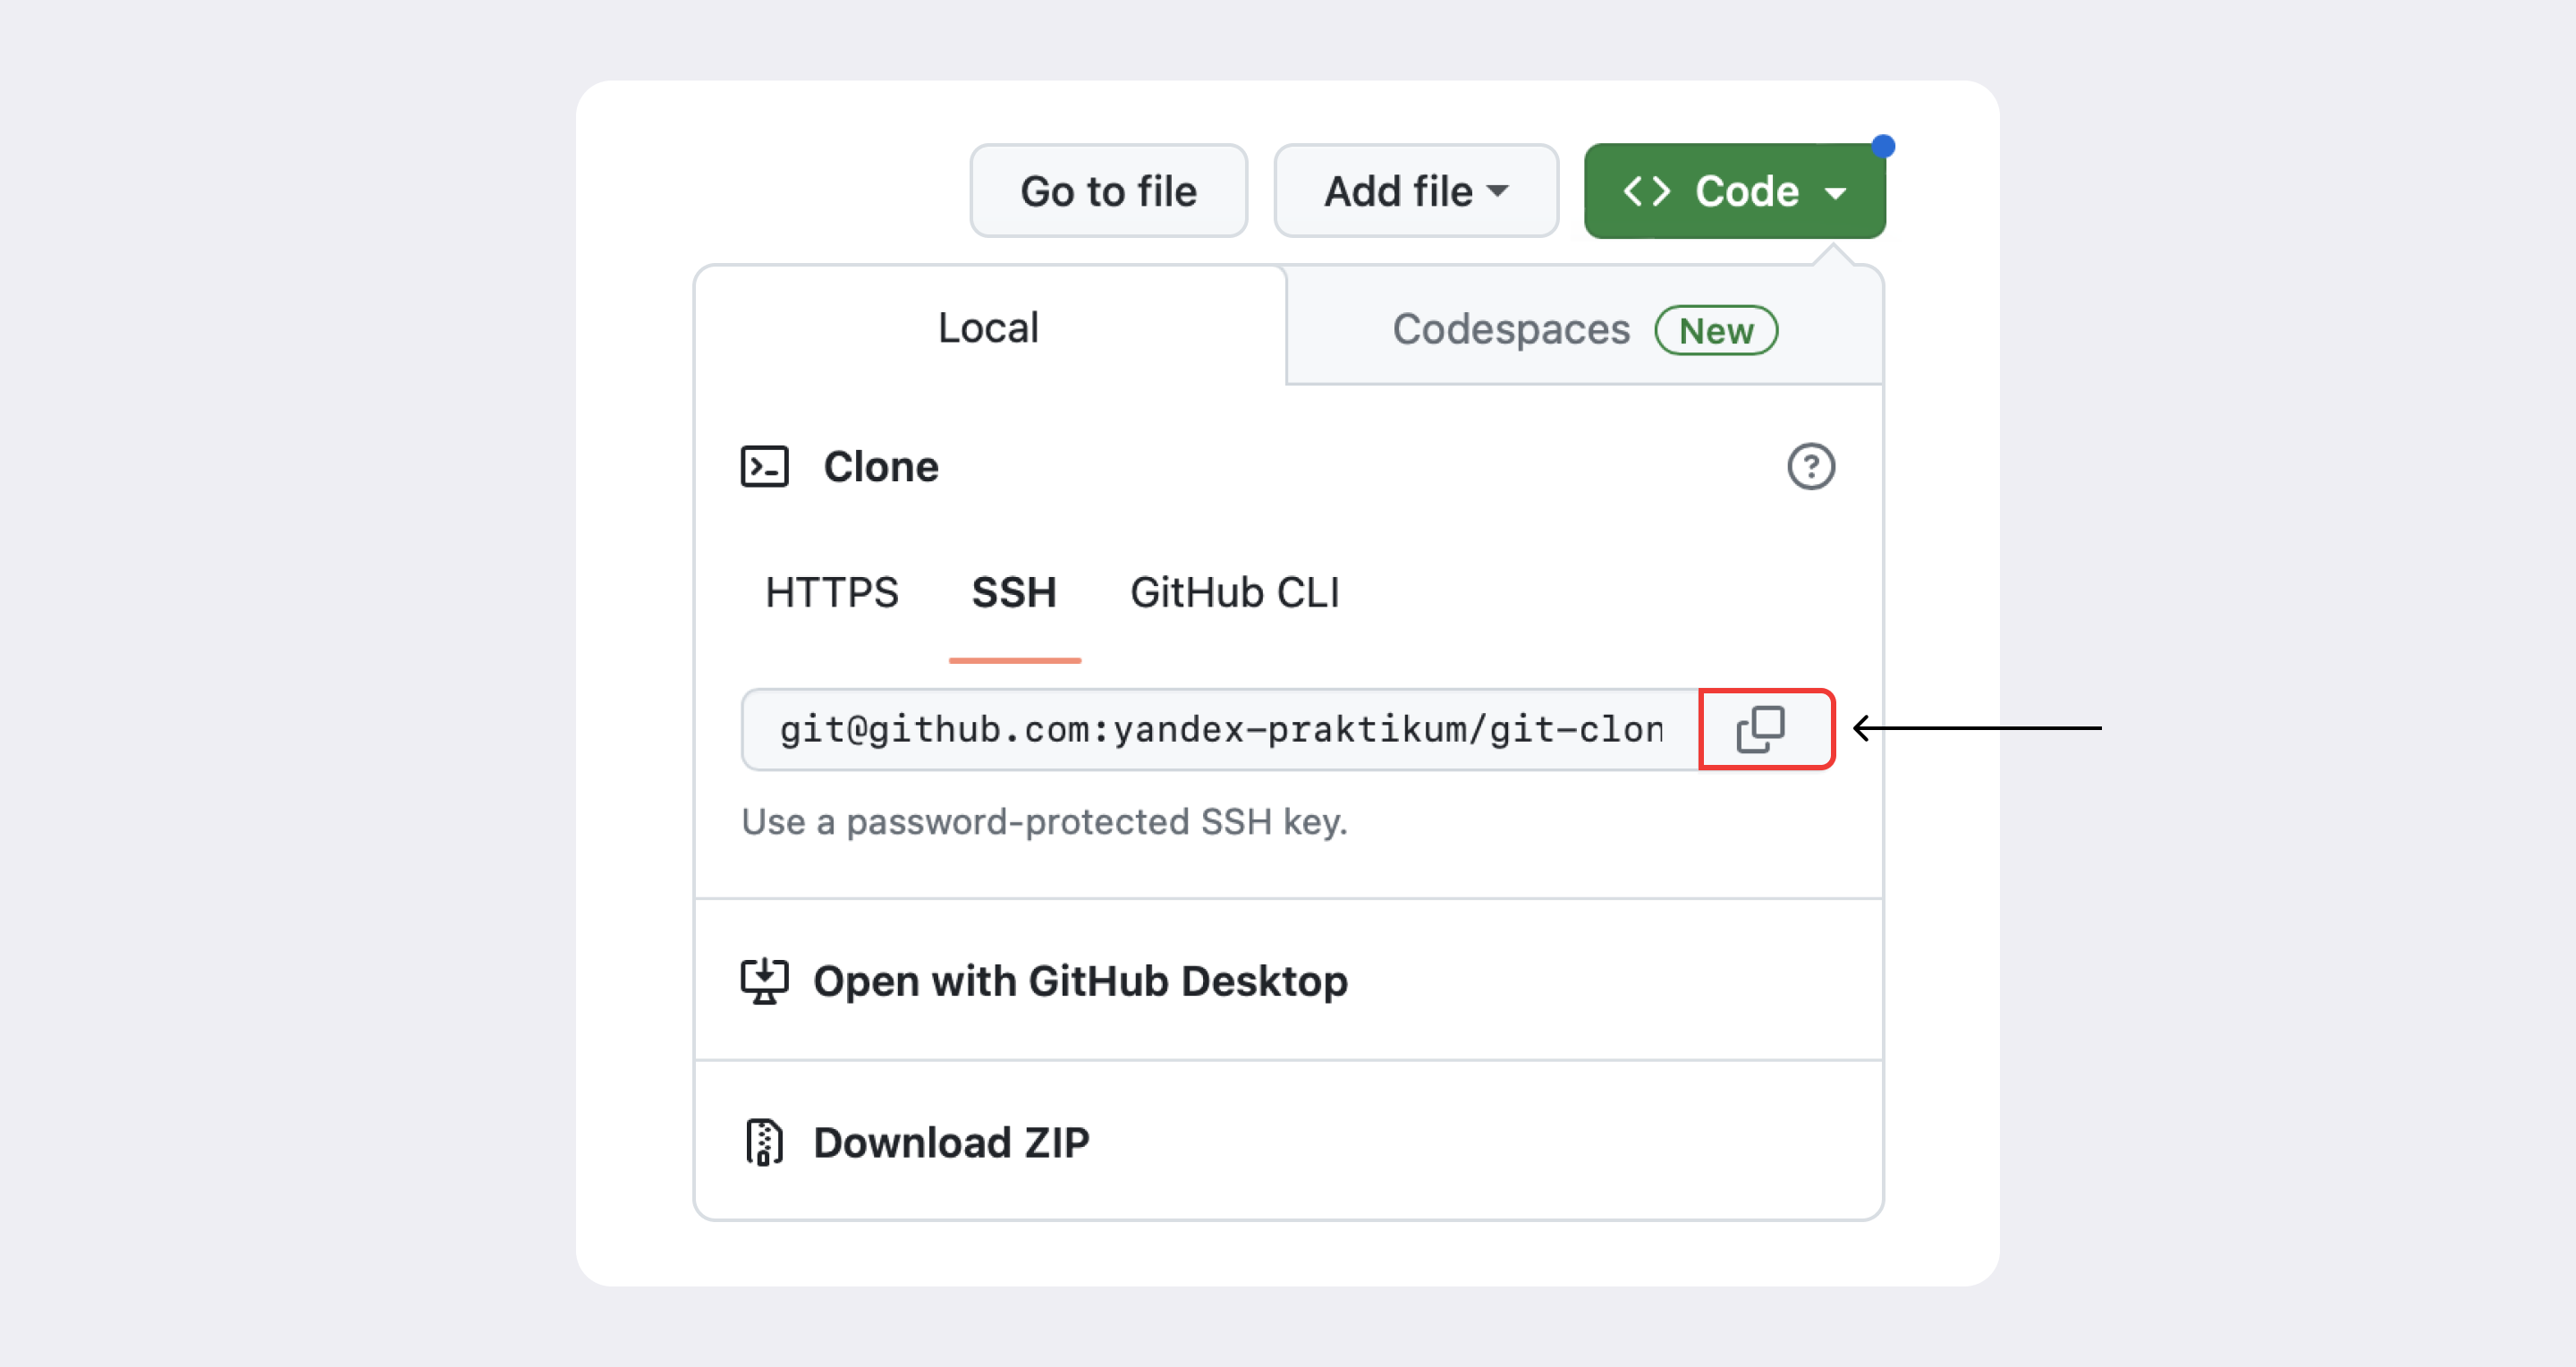 Go to file
Add file
Code
Local
Codespaces New
Clone
HTTPS SSH GitHub CLI
git@github.com:yandex-praktikum/git-clon
Use a password-protected SSH key.
Open with GitHub Desktop
Download ZIP